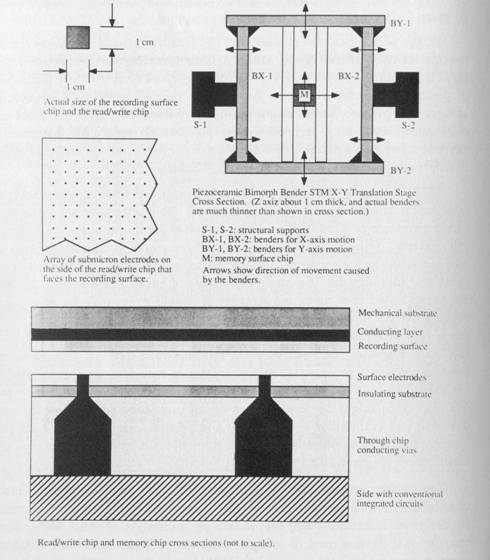 1 cm
1 cm
Actual size of the recording surface
chip and the read/write chip
BY-1
BX-1
BX-2
M
S-1
S-2
BY-2
Piezoceramic Bimorph Bender STM X-Y Translation Stage
Cross Section. (Z axiz about 1 cm thick, and actual benders
are much thinner than shown in cross section.)
S-1, S-2: structural supports
BX-1, BX-2: benders for X-axis motion
BY-1, BY-2: benders for Y-axis motion
M: memory surface chip
Arrows show direction of movement caused
by the benders.
Array of submicron electrodes on
the side of the read/write chip that
faces the recording surface.
Mechanical substrate
Conducting layer
Recording surface
Surface electrodes
Insulating substrate
Through chip
conducting vias
Side with conventional
integrated circuits
Read/write chip and memory chip cross sections (not to scale).